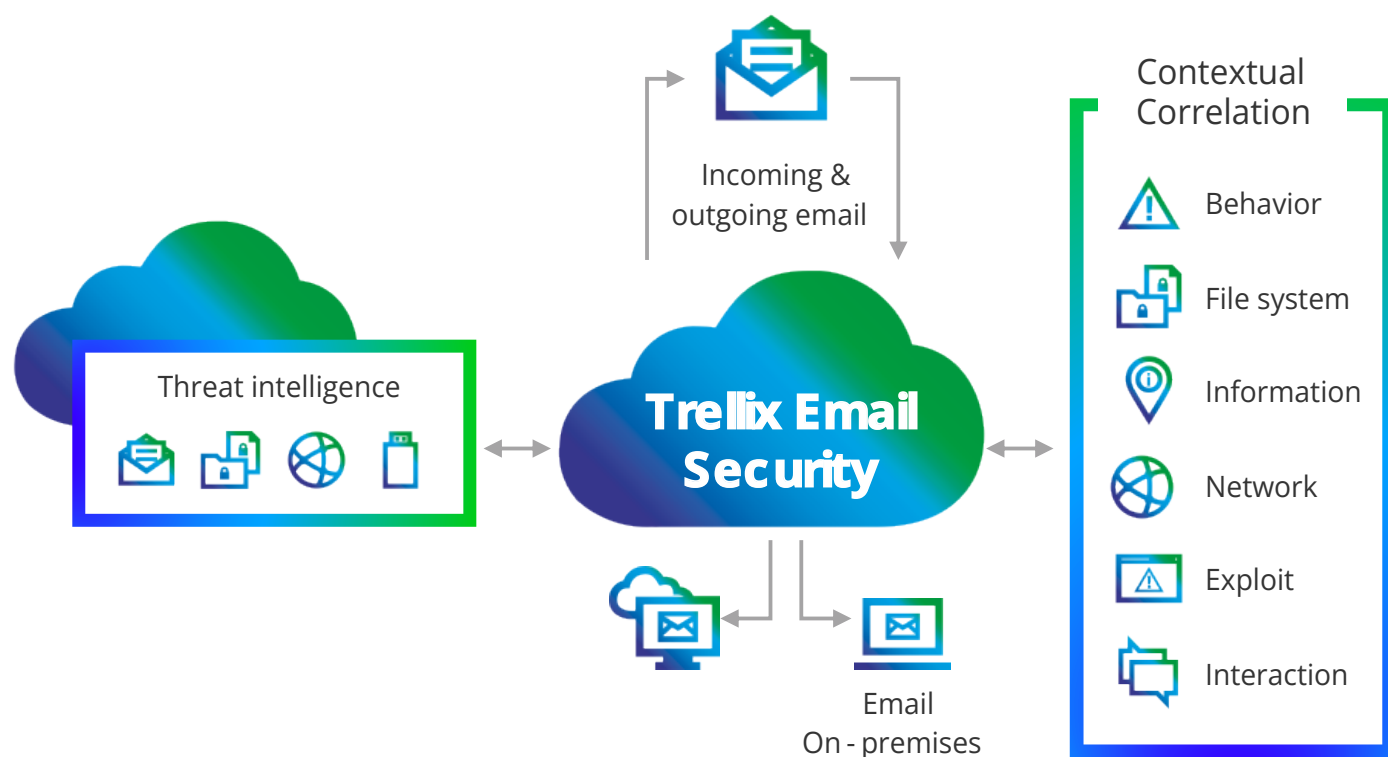 Incoming &
outgoing email
Threat intelligence
Trellix Email
Security
Email
On - premises
Contextual
Correlation
Behavior
File system
Information
Network
Exploit
Interaction